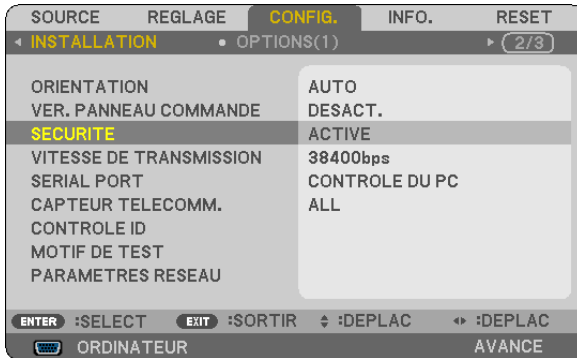 SOURCE REGLAGE CONFIG. INFO. RESET
INSTALLATION • OPTIONS(1) 2/3
ORIENTATION AUTO
VER. PANNEAU COMMANDE DESACT.
SECURITE ACTIVE
VITESSE DE TRANSMISSION 38400bps
SERIAL PORT CONTROLE DU PC
CAPTEUR TELECOMM. ALL
CONTROLE ID
MOTIF DE TEST
PARAMETRES RESEAU
ENTER :SELECT EXIT :SORTIR :DEPLAC :DEPLAC
ORDINATEUR AVANCE